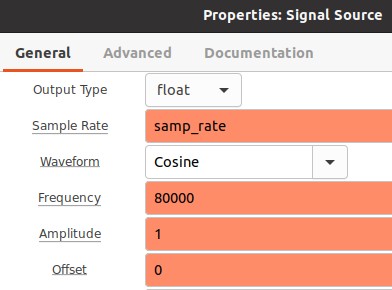 Properties: Signal Source
General Advanced Documentation
Output Type float
Sample Rate samp_rate
Waveform Cosine
Frequency 80000
Amplitude 1
Offset 0